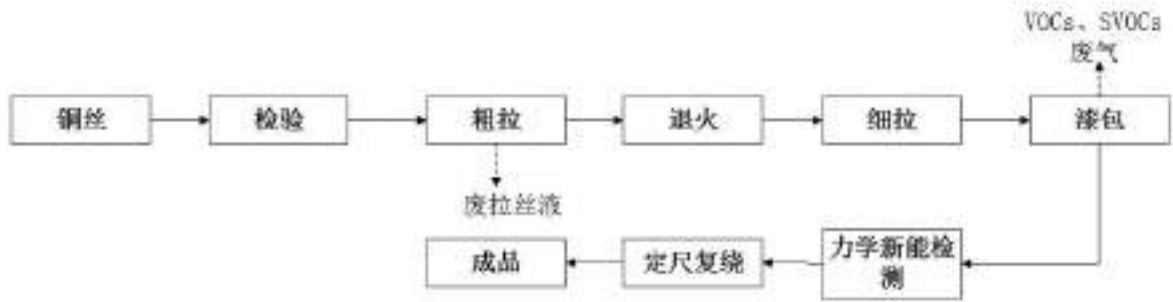 VOCs、SVOCs
废气
铜丝
检验
粗拉
退火
细拉
漆包
废拉丝液
成品
定尺复绕
力学新能检
测